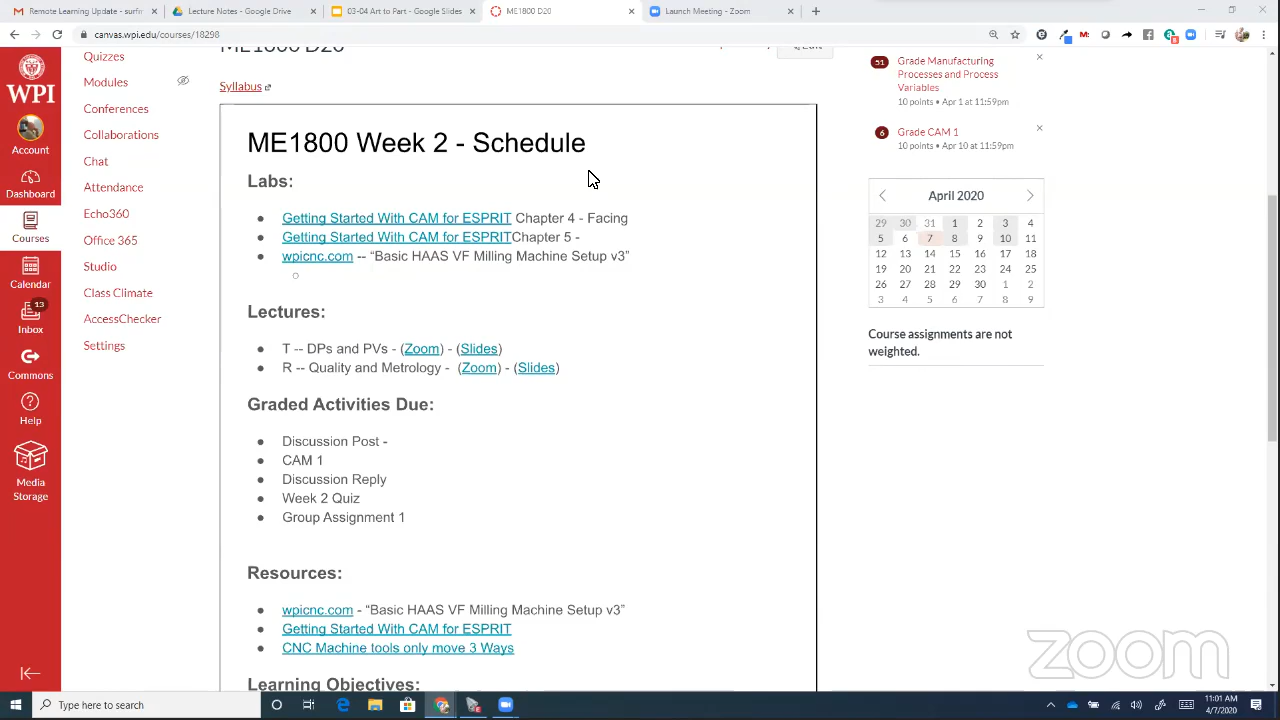 Remote Learning Update - surfir
Lecture Notes - Google Drive
03-04 Art to Part - Google Slides
ME1800 D20
Launch Meeting - Zoom
canvas.wpi.edu/courses/18298
WPI
Account
Dashboard
Courses
Calendar
13
Inbox
Commons
Help
Media
Storage
Quizzes
Modules
Conferences
Collaborations
Chat
Attendance
Echo360
Office 365
Studio
Class Climate
AccessChecker
Settings
ME1800 D20
Edit
Syllabus
ME1800 Week 2 - Schedule
Labs:
Getting Started With CAM for ESPRIT Chapter 4 - Facing
Getting Started With CAM for ESPRITChapter 5 -
wpicnc.com -- “Basic HAAS VF Milling Machine Setup v3”
Lectures:
T -- DPs and PVs - (Zoom) - (Slides)
R -- Quality and Metrology - (Zoom) - (Slides)
Graded Activities Due:
Discussion Post -
CAM 1
Discussion Reply
Week 2 Quiz
Group Assignment 1
Resources:
wpicnc.com - “Basic HAAS VF Milling Machine Setup v3”
Getting Started With CAM for ESPRIT
CNC Machine tools only move 3 Ways
Learning Objectives:
51
Grade Manufacturing
Processes and Process
Variables
10 points • Apr 1 at 11:59pm
6
Grade CAM 1
10 points • Apr 10 at 11:59pm
April 2020
29 30 31 1 2 3 4
5 6 7 8 9 10 11
12 13 14 15 16 17 18
19 20 21 22 23 24 25
26 27 28 29 30 1 2
3 4 5 6 7 8 9
Course assignments are not
weighted.
zoom
Type here to search
11:01 AM
4/7/2020